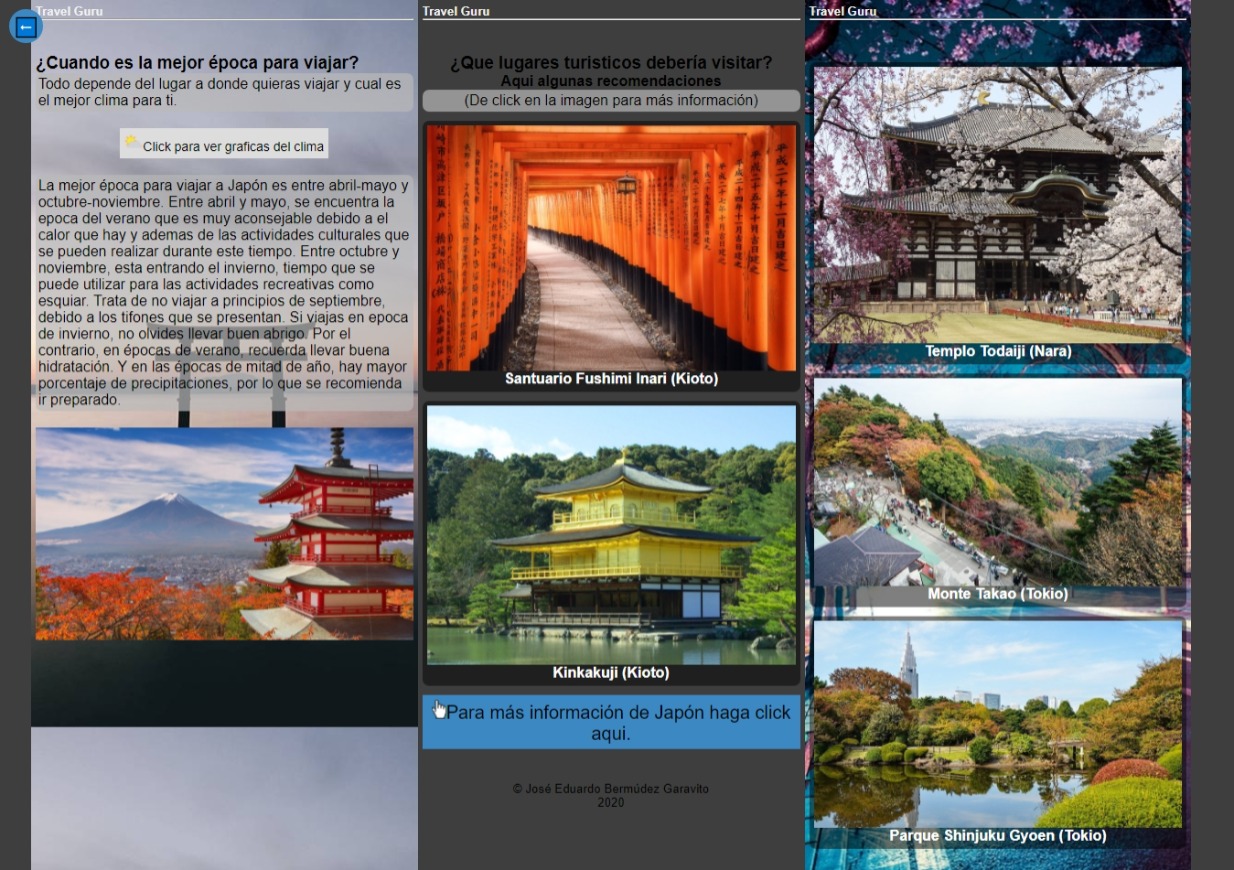 Travel Guru
¿Cuando es la mejor época para viajar?
Todo depende del lugar a donde quieras viajar y cual es
el mejor clima para ti.
Click para ver graficas del clima
La mejor época para viajar a Japón es entre abril-mayo y
octubre-noviembre. Entre abril y mayo, se encuentra la
epoca del verano que es muy aconsejable debido a el
calor que hay y ademas de las actividades culturales que
se pueden realizar durante este tiempo. Entre octubre y
noviembre, esta entrando el invierno, tiempo que se
puede utilizar para las actividades recreativas como
esquiar. Trata de no viajar a principios de septiembre,
debido a los tifones que se presentan. Si viajas en epoca
de invierno, no olvides llevar buen abrigo. Por el
contrario, en épocas de verano, recuerda llevar buena
hidratación. Y en las épocas de mitad de año, hay mayor
porcentaje de precipitaciones, por lo que se recomienda
ir preparado.
Travel Guru
¿Que lugares turisticos debería visitar?
Aqui algunas recomendaciones
(De click en la imagen para más información)
Santuario Fushimi Inari (Kioto)
Kinkakuji (Kioto)
Para más información de Japón haga click
aqui.
© José Eduardo Bermúdez Garavito
2020
Travel Guru
Templo Todaiji (Nara)
Monte Takao (Tokio)
Parque Shinjuku Gyoen (Tokio)